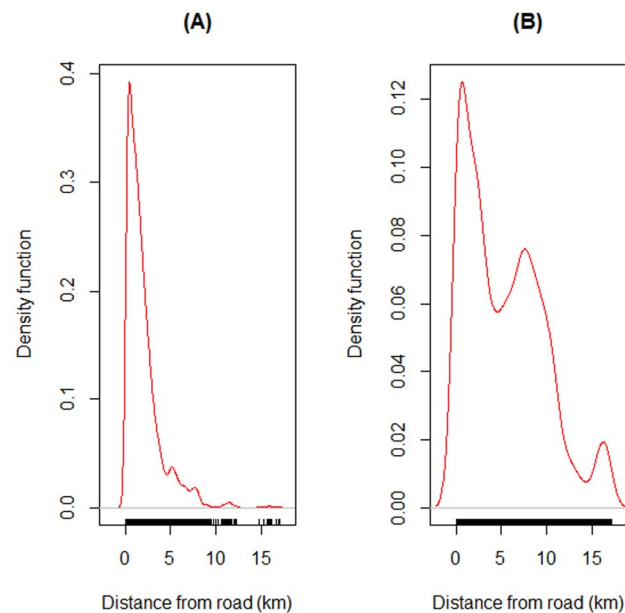 (A)
Density function
0.4
0.3
0.2
0.1
0.0
0 5 10 15
Distance from road (km)
(B)
Density function
0.12
0.10
0.08
0.06
0.04
0.02
0.00
0 5 10 15
Distance from road (km)